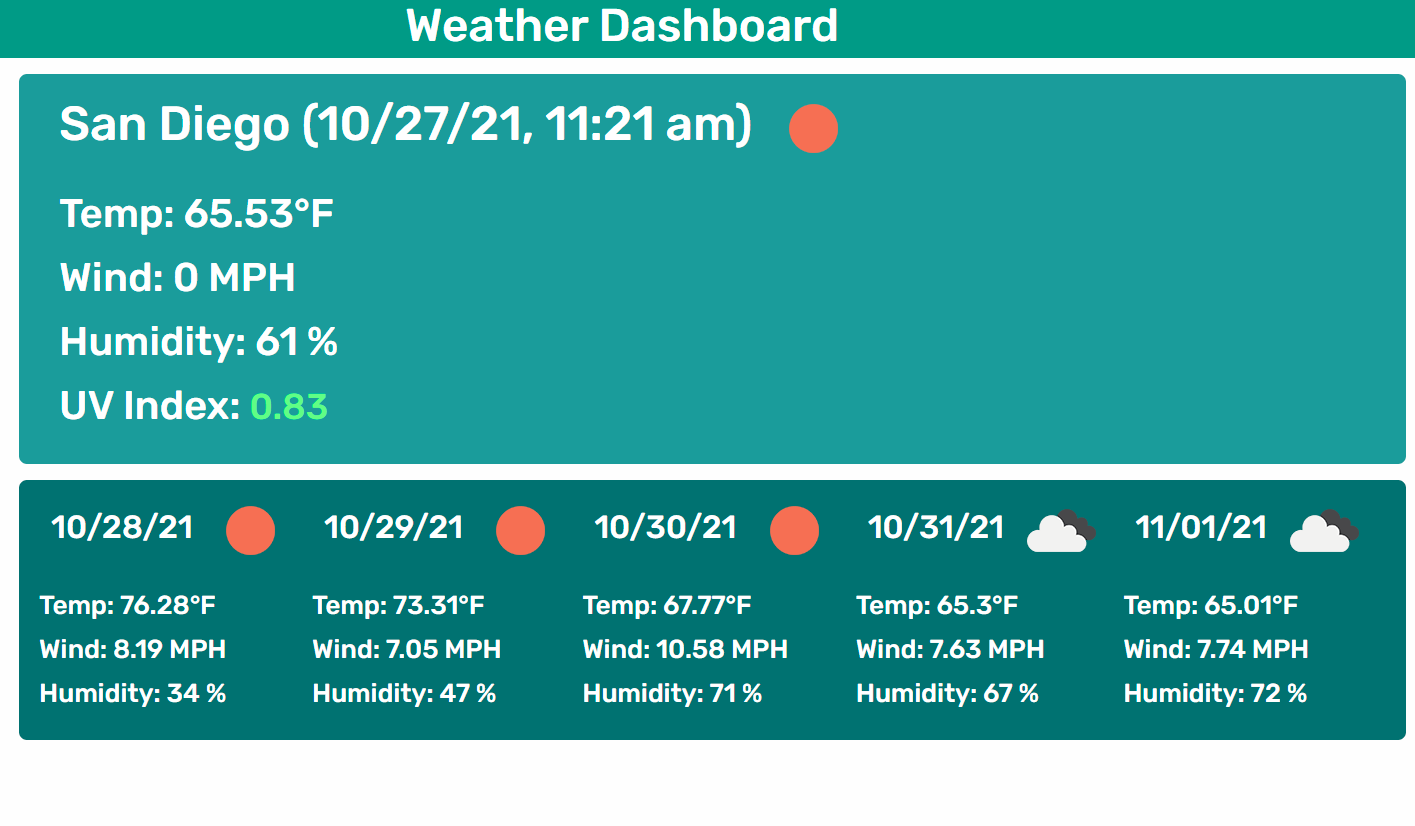 Weather Dashboard
San Diego (10/27/21, 11:21 am)
Temp: 65.53°F
Wind: 0 MPH
Humidity: 61 %
UV Index: 0.83
10/28/21
Temp: 76.28°F
Wind: 8.19 MPH
Humidity: 34 %
10/29/21
Temp: 73.31°F
Wind: 7.05 MPH
Humidity: 47 %
10/30/21
Temp: 67.77°F
Wind: 10.58 MPH
Humidity: 71 %
10/31/21
Temp: 65.3°F
Wind: 7.63 MPH
Humidity: 67 %
11/01/21
Temp: 65.01°F
Wind: 7.74 MPH
Humidity: 72 %